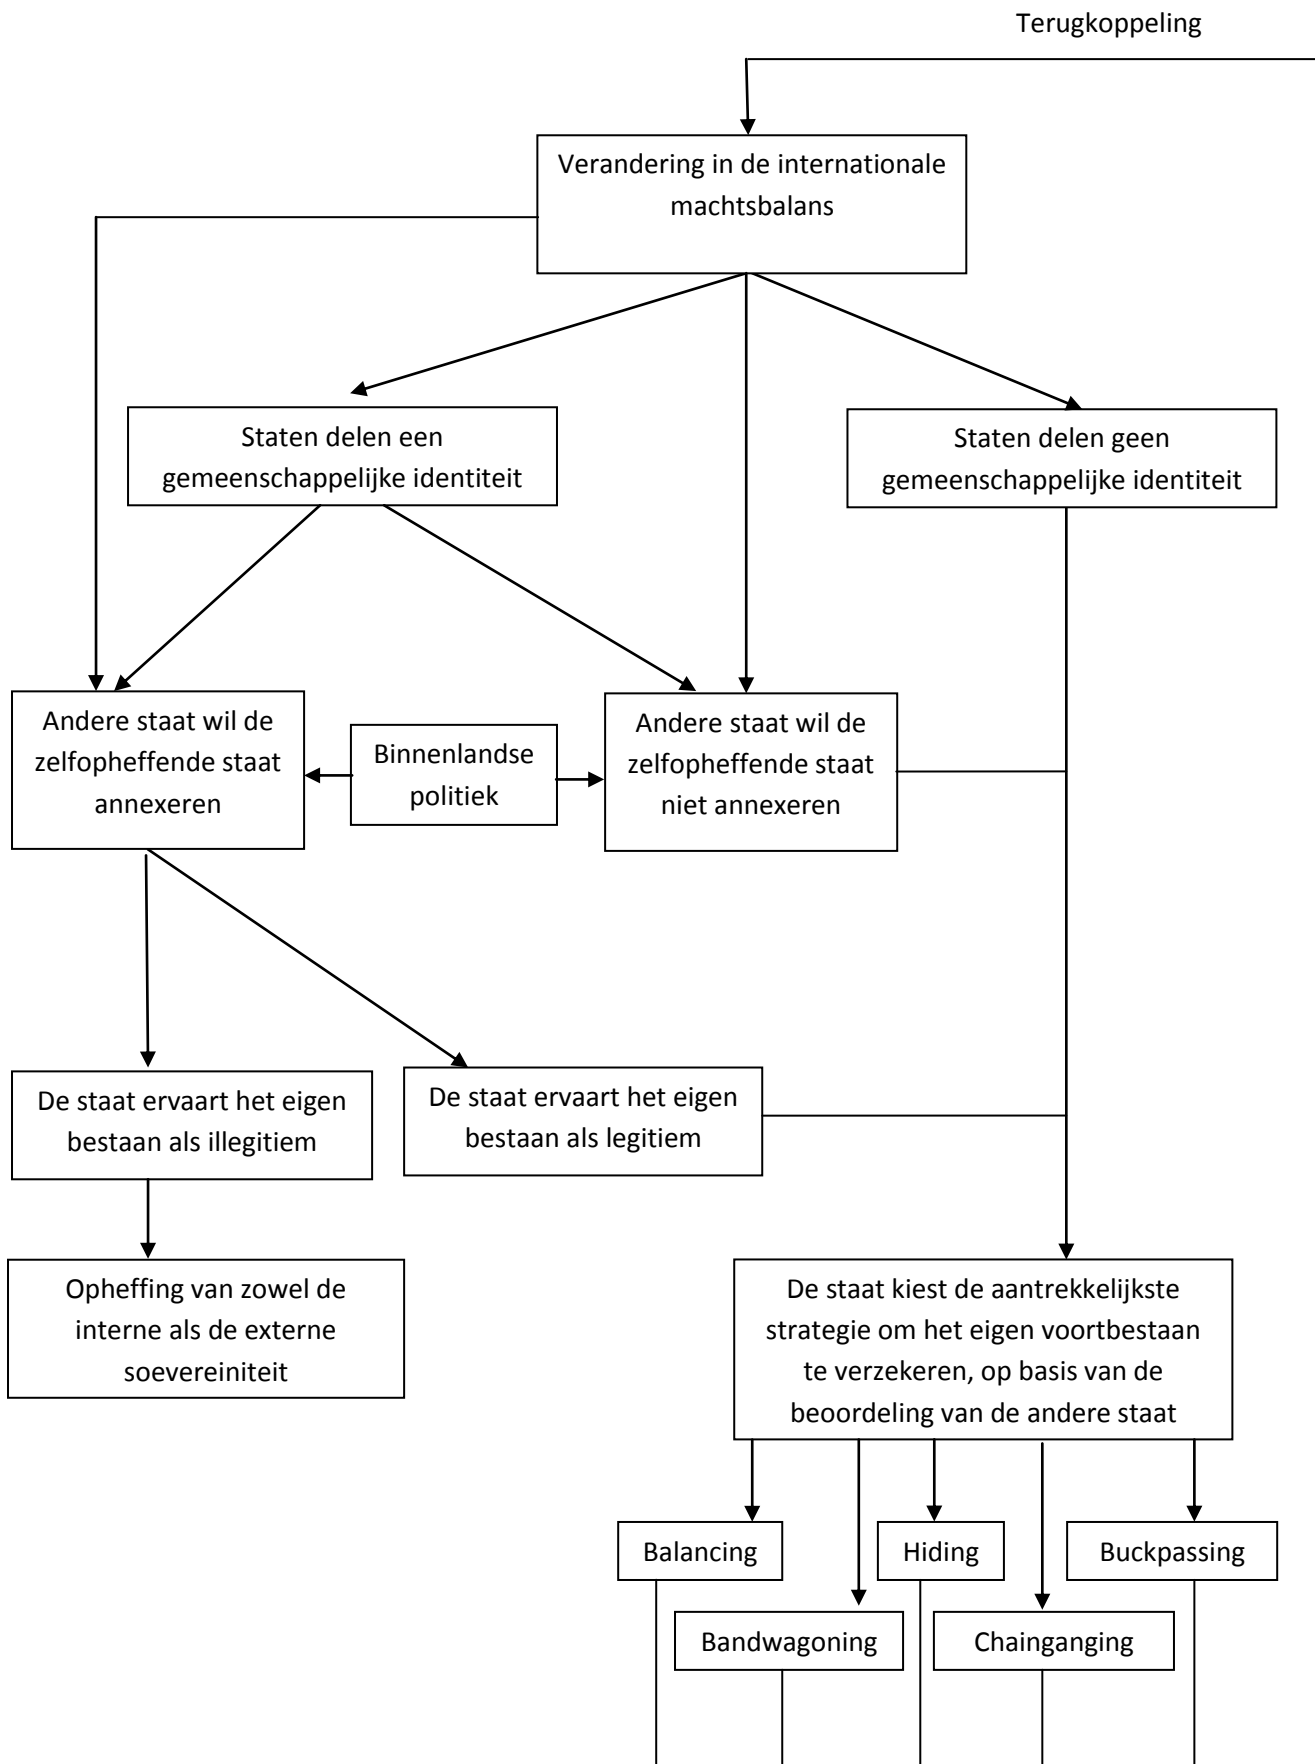 Terugkoppeling
Verandering in de internationale
machtsbalans
Staten delen een
gemeenschappelijke identiteit
Staten delen geen
gemeenschappelijke identiteit
Andere staat wil de
zelfopheffende staat
annexeren
Binnenlandse
politiek
Andere staat wil de
zelfopheffende staat
niet annexeren
De staat ervaart het eigen
bestaan als illegitiem
De staat ervaart het eigen
bestaan als legitiem
Opheffing van zowel de
interne als de externe
soevereiniteit
De staat kiest de aantrekkelijkste
strategie om het eigen voortbestaan
te verzekeren, op basis van de
beoordeling van de andere staat
Balancing
Hiding
Buckpassing
Bandwagoning
Chainganging